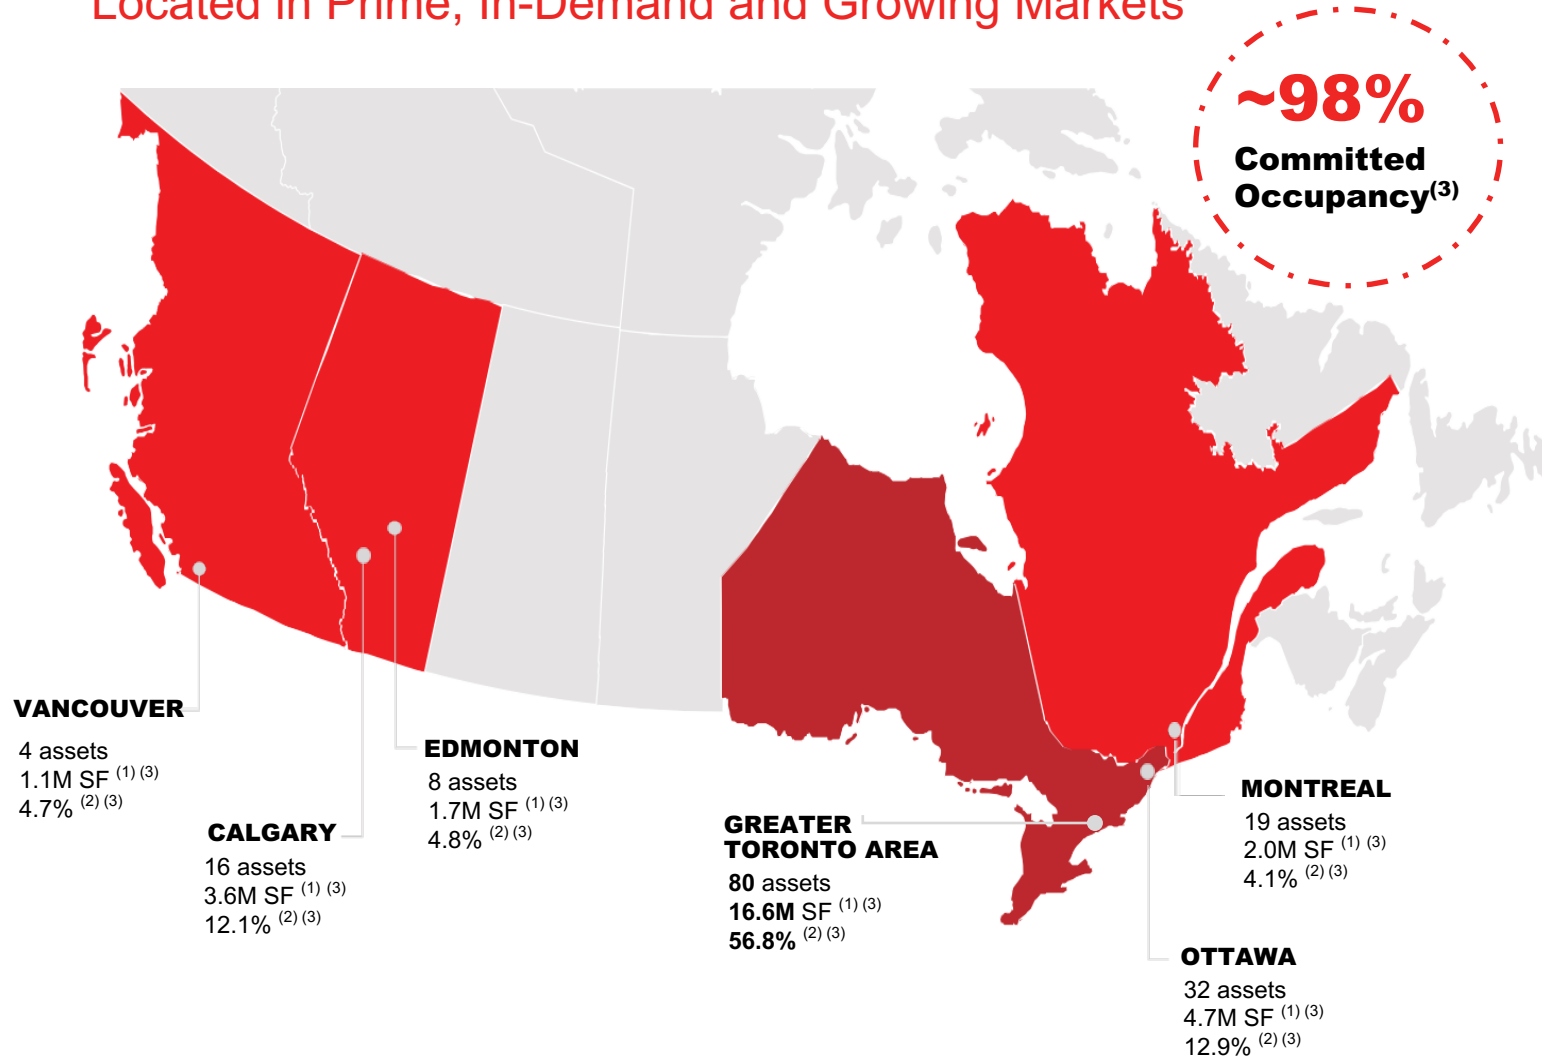 Located in Prime, In-Demand and Growing Markets
~98%
Committed
Occupancy(3)
VANCOUVER
4 assets
1.1M SF (1) (3)
4.7% (2) (3)
CALGARY
16 assets
3.6M SF (1) (3)
12.1% (2) (3)
EDMONTON
8 assets
1.7M SF (1) (3)
4.8% (2) (3)
GREATER
TORONTO AREA
80 assets
16.6M SF (1) (3)
56.8% (2) (3)
MONTREAL
19 assets
2.0M SF (1) (3)
4.1% (2) (3)
OTTAWA
32 assets
4.7M SF (1) (3)
12.9% (2) (3)